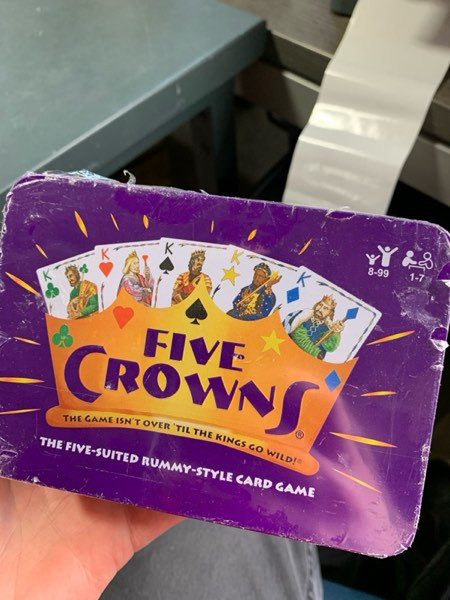 K K K K K
8-99 1-7
FIVE
CROWNS®
THE GAME ISN'T OVER 'TIL THE KINGS GO WILD!®
THE FIVE-SUITED RUMMY-STYLE CARD GAME